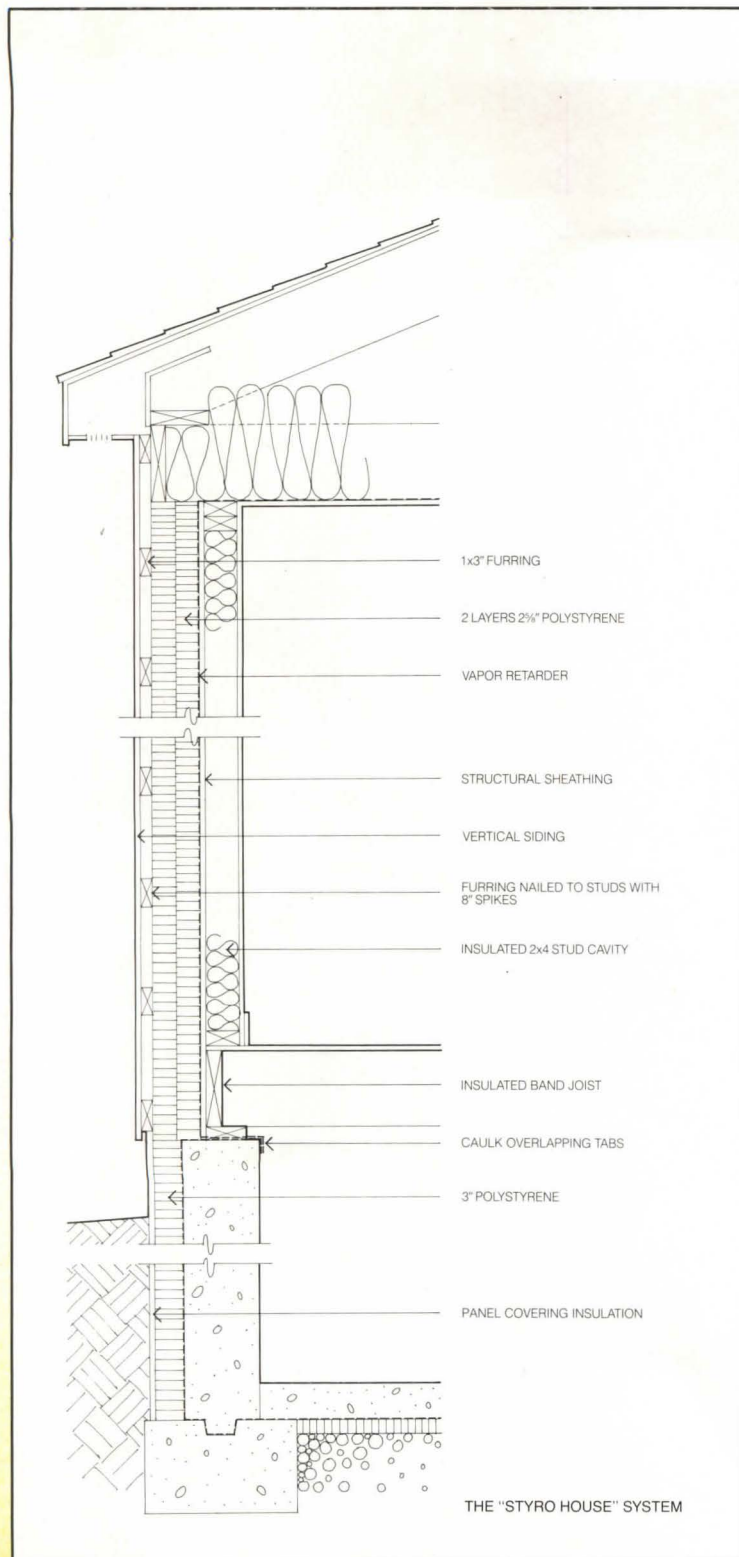 1x3" FURRING
2 LAYERS 2⅝" POLYSTYRENE
VAPOR RETARDER
STRUCTURAL SHEATHING
VERTICAL SIDING
FURRING NAILED TO STUDS WITH
8" SPIKES
INSULATED 2x4 STUD CAVITY
INSULATED BAND JOIST
CAULK OVERLAPPING TABS
3" POLYSTYRENE
PANEL COVERING INSULATION
THE "STYRO HOUSE" SYSTEM